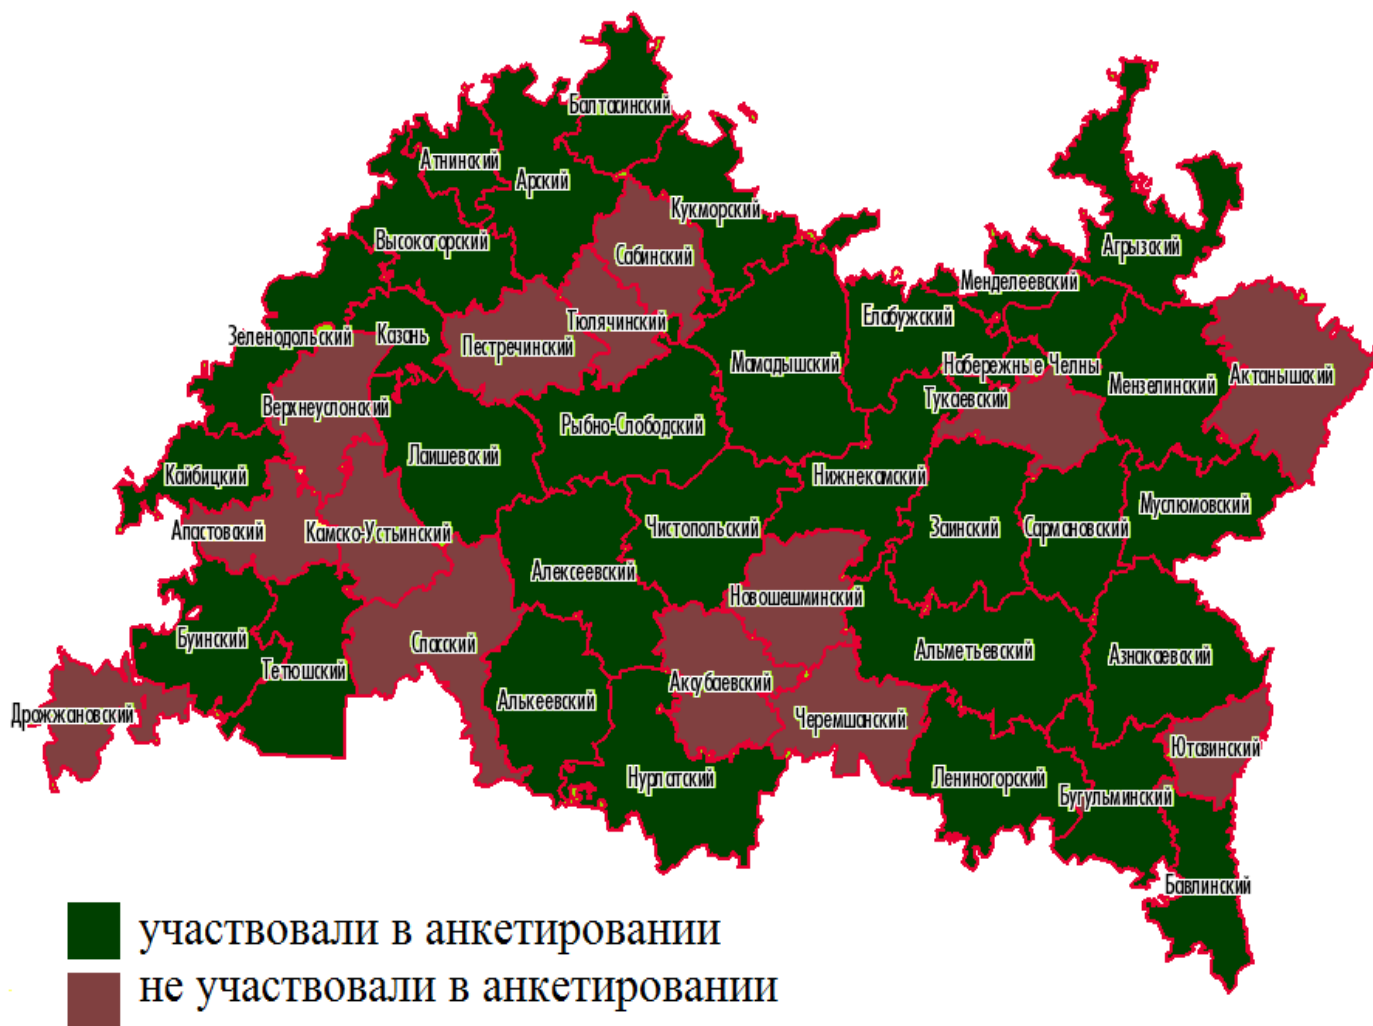 Балтасинский
Атнинский
Арский
Кукморский
Высокогорский
Сабинский
Агрызский
Менделеевский
Зеленодольский
Казань
Тюлячинский
Пестречинский
Елабужский
Мамадышский
Набережные Челны
Мензелинский
Актанышский
Тукаевский
Верхнеуслонский
Рыбно-Слободский
Лаишевский
Кайбицкий
Нижнекамский
Муслюмовский
Апастовский
Камско-Устьинский
Чистопольский
Заинский
Сармановский
Алексеевский
Новошешминский
Буинский
Спасский
Альметьевский
Азнакаевский
Тетюшский
Аксубаевский
Алькеевский
Дрожжановский
Черемшанский
Ютазинский
Нурлатский
Лениногорский
Бугульминский
Бавлинский
участвовали в анкетировании
не участвовали в анкетировании